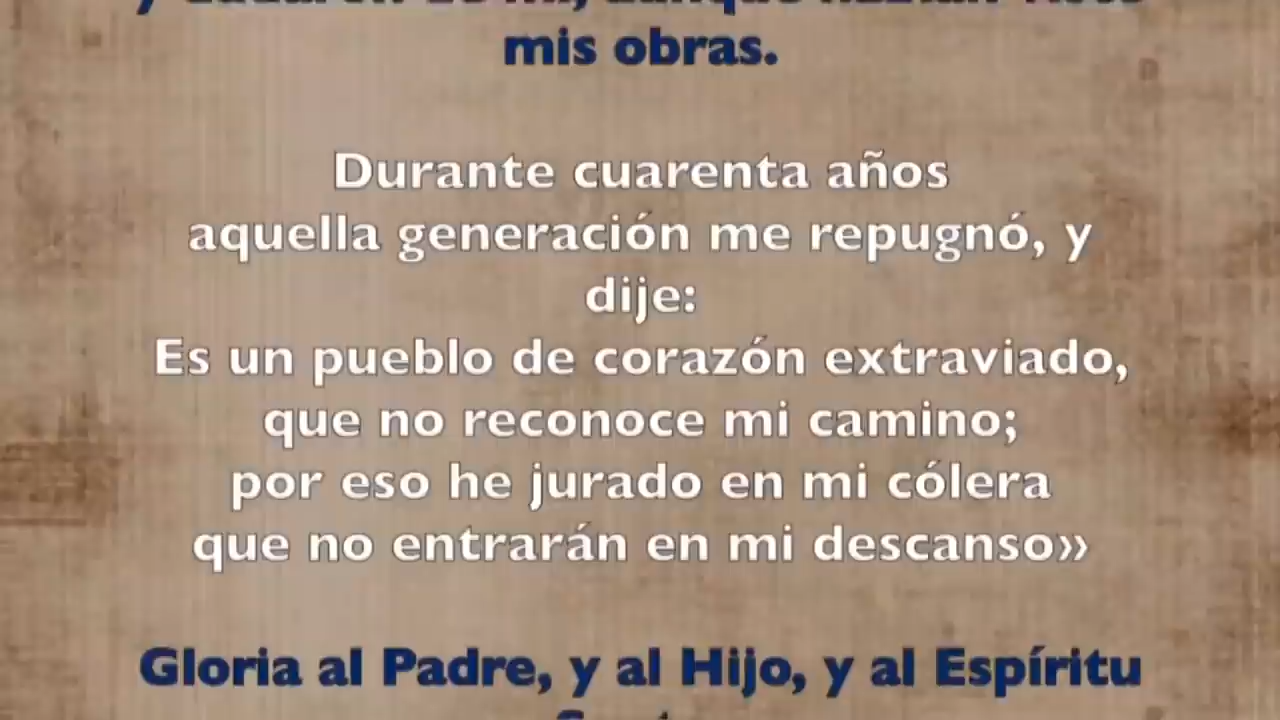 mis obras.
Durante cuarenta años
aquella generación me repugnó, y
dije:
Es un pueblo de corazón extraviado,
que no reconoce mi camino;
por eso he jurado en mi cólera
que no entrarán en mi descanso»
Gloria al Padre, y al Hijo, y al Espíritu